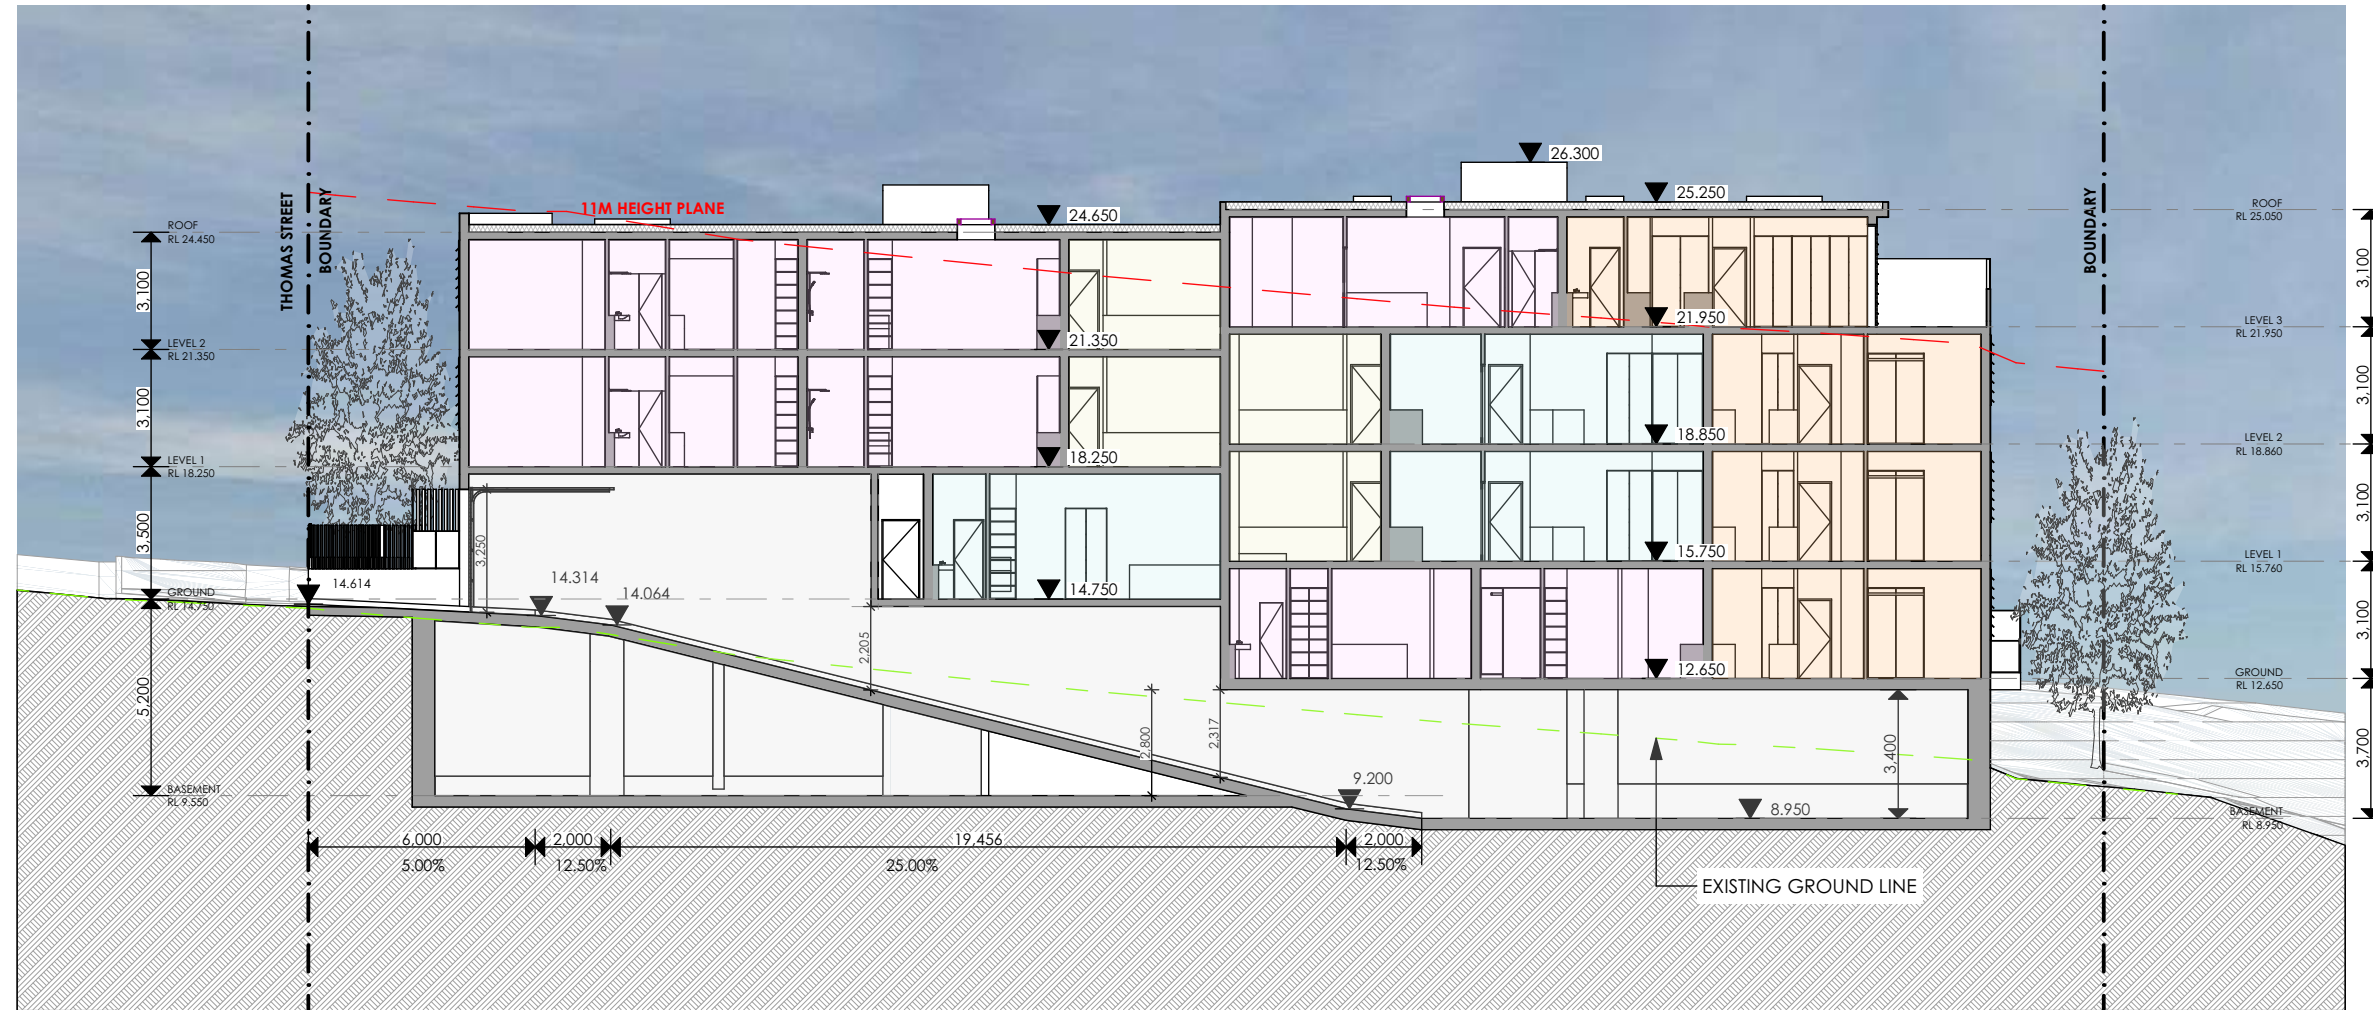 26.300
25.250
24.650
11M HEIGHT PLANE
THOMAS STREET
BOUNDARY
BOUNDARY
ROOF
RL 24.450
3,100
LEVEL 2
RL 21.350
3,100
LEVEL 1
RL 18.250
3,500
GROUND
RL 14.750
5,200
BASEMENT
RL 9.550
ROOF
RL 25.050
3,100
LEVEL 3
RL 21.950
3,100
LEVEL 2
RL 18.860
3,100
LEVEL 1
RL 15.760
3,100
GROUND
RL 12.650
3,700
BASEMENT
RL 8.950
21.950
21.350
18.850
18.250
15.750
14.750
12.650
3,250
14.614
14.314
14.064
2,205
2,800
2,317
3,400
9.200
8.950
6,000
2,000
19,456
2,000
5.00%
12.50%
25.00%
12.50%
EXISTING GROUND LINE